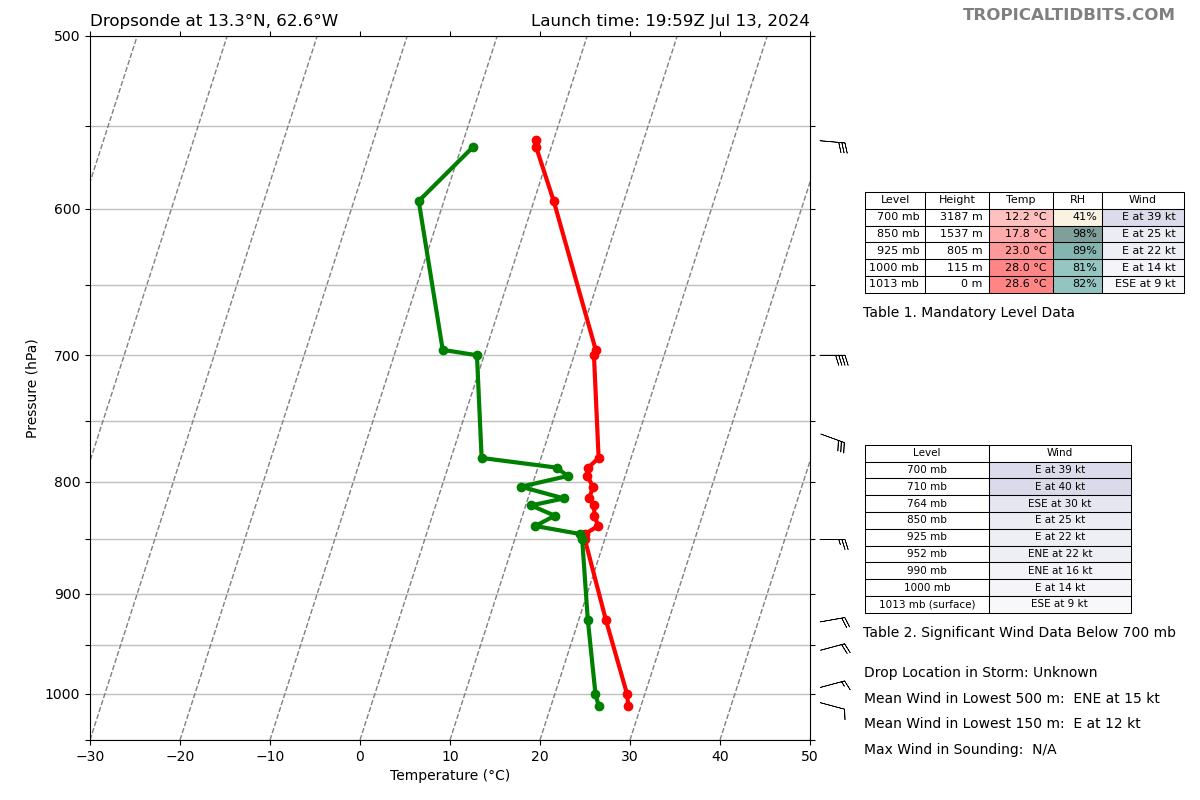 Dropsonde at 13.3°N, 62.6°W
Launch time: 19:59Z Jul 13, 2024
TROPICALTIDBITS.COM
500
600
700
800
900
1000
Pressure (hPa)
−30 −20 −10 0 10 20 30 40 50
Temperature (°C)
Level Height Temp RH Wind
700 mb 3187 m 12.2 °C 41% E at 39 kt
850 mb 1537 m 17.8 °C 98% E at 25 kt
925 mb 805 m 23.0 °C 89% E at 22 kt
1000 mb 115 m 28.0 °C 81% E at 14 kt
1013 mb 0 m 28.6 °C 82% ESE at 9 kt
Table 1. Mandatory Level Data
Level Wind
700 mb E at 39 kt
710 mb E at 40 kt
764 mb ESE at 30 kt
850 mb E at 25 kt
925 mb E at 22 kt
952 mb ENE at 22 kt
990 mb ENE at 16 kt
1000 mb E at 14 kt
1013 mb (surface) ESE at 9 kt
Table 2. Significant Wind Data Below 700 mb
Drop Location in Storm: Unknown
Mean Wind in Lowest 500 m: ENE at 15 kt
Mean Wind in Lowest 150 m: E at 12 kt
Max Wind in Sounding: N/A